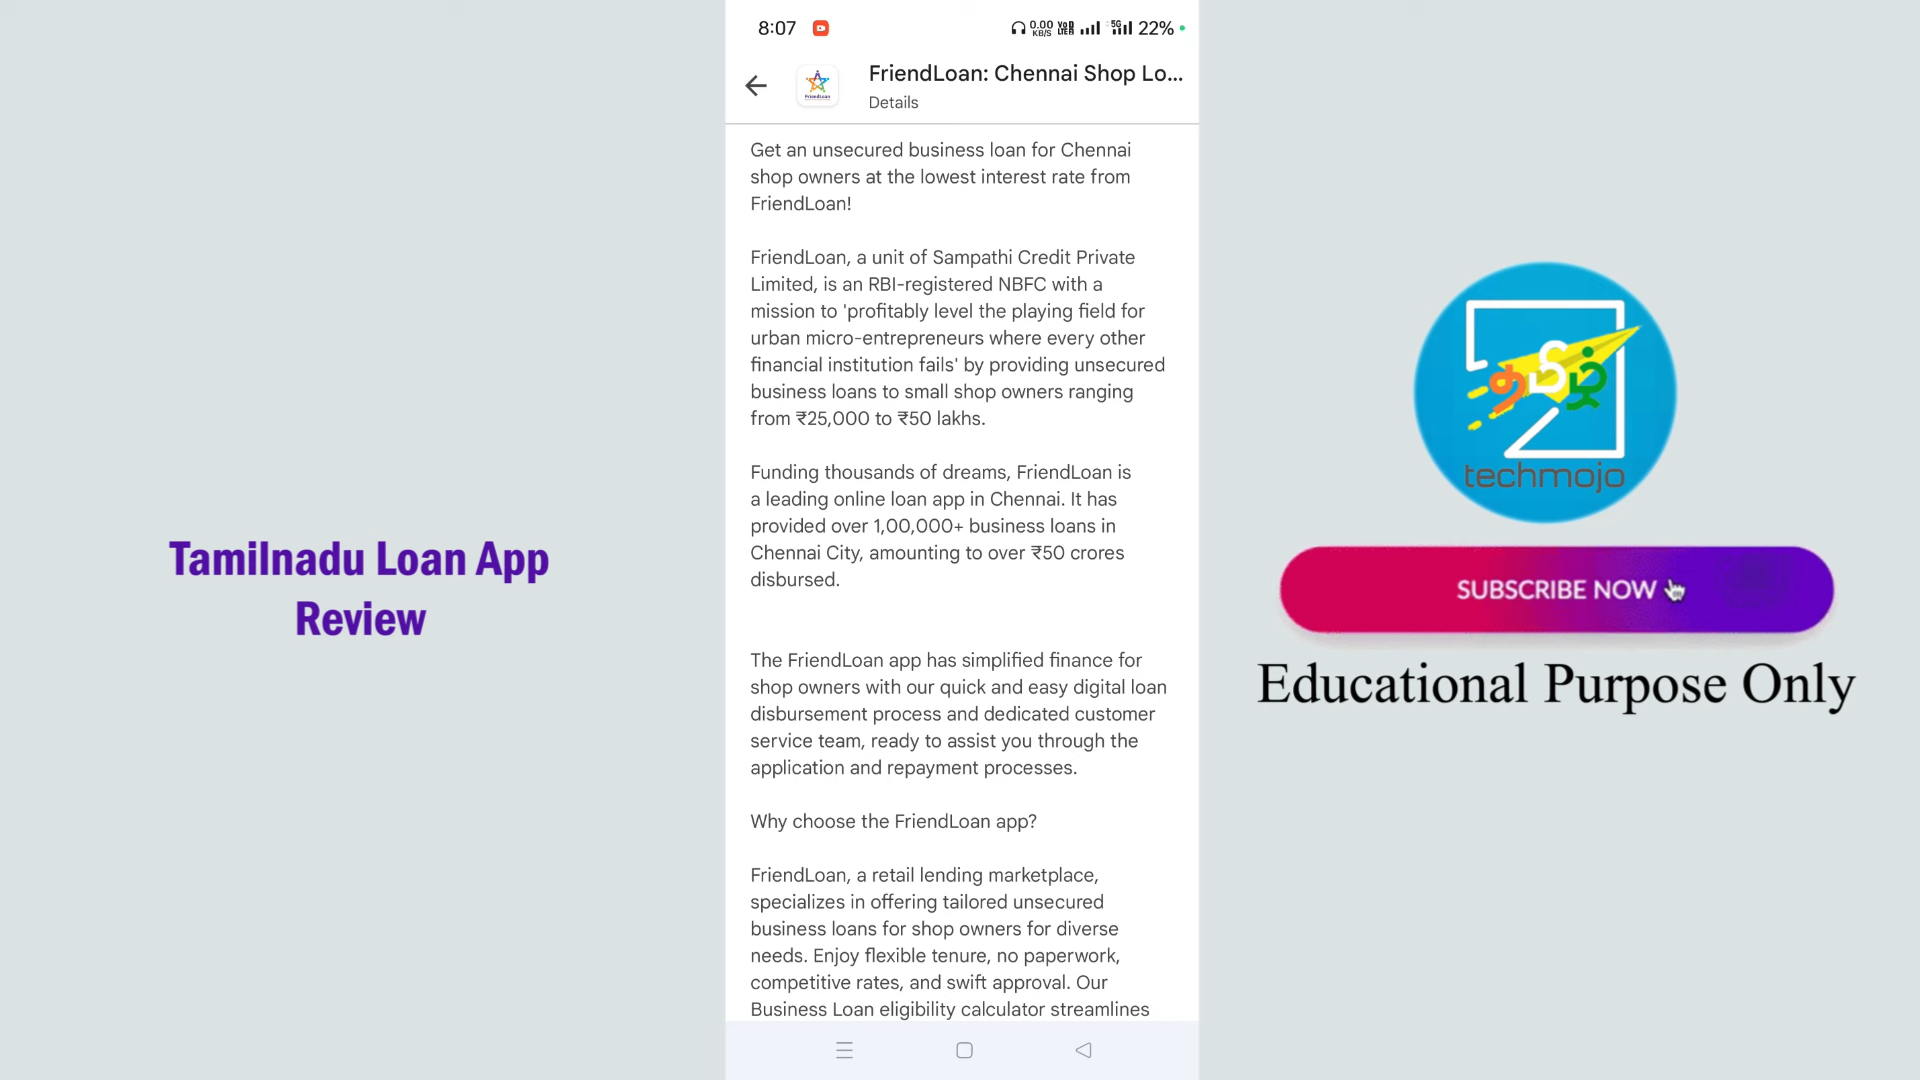 8:07
0.00 KB/S
5G
22%
FriendLoan: Chennai Shop Lo...
Details
FriendLoan
Get an unsecured business loan for Chennai
shop owners at the lowest interest rate from
FriendLoan!
FriendLoan, a unit of Sampathi Credit Private
Limited, is an RBI-registered NBFC with a
mission to 'profitably level the playing field for
urban micro-entrepreneurs where every other
financial institution fails' by providing unsecured
business loans to small shop owners ranging
from ₹25,000 to ₹50 lakhs.
Funding thousands of dreams, FriendLoan is
a leading online loan app in Chennai. It has
provided over 1,00,000+ business loans in
Chennai City, amounting to over ₹50 crores
disbursed.
The FriendLoan app has simplified finance for
shop owners with our quick and easy digital loan
disbursement process and dedicated customer
service team, ready to assist you through the
application and repayment processes.
Why choose the FriendLoan app?
FriendLoan, a retail lending marketplace,
specializes in offering tailored unsecured
business loans for shop owners for diverse
needs. Enjoy flexible tenure, no paperwork,
competitive rates, and swift approval. Our
Business Loan eligibility calculator streamlines
Tamilnadu Loan App
Review
தமிழ்
techmojo
SUBSCRIBE NOW
Educational Purpose Only